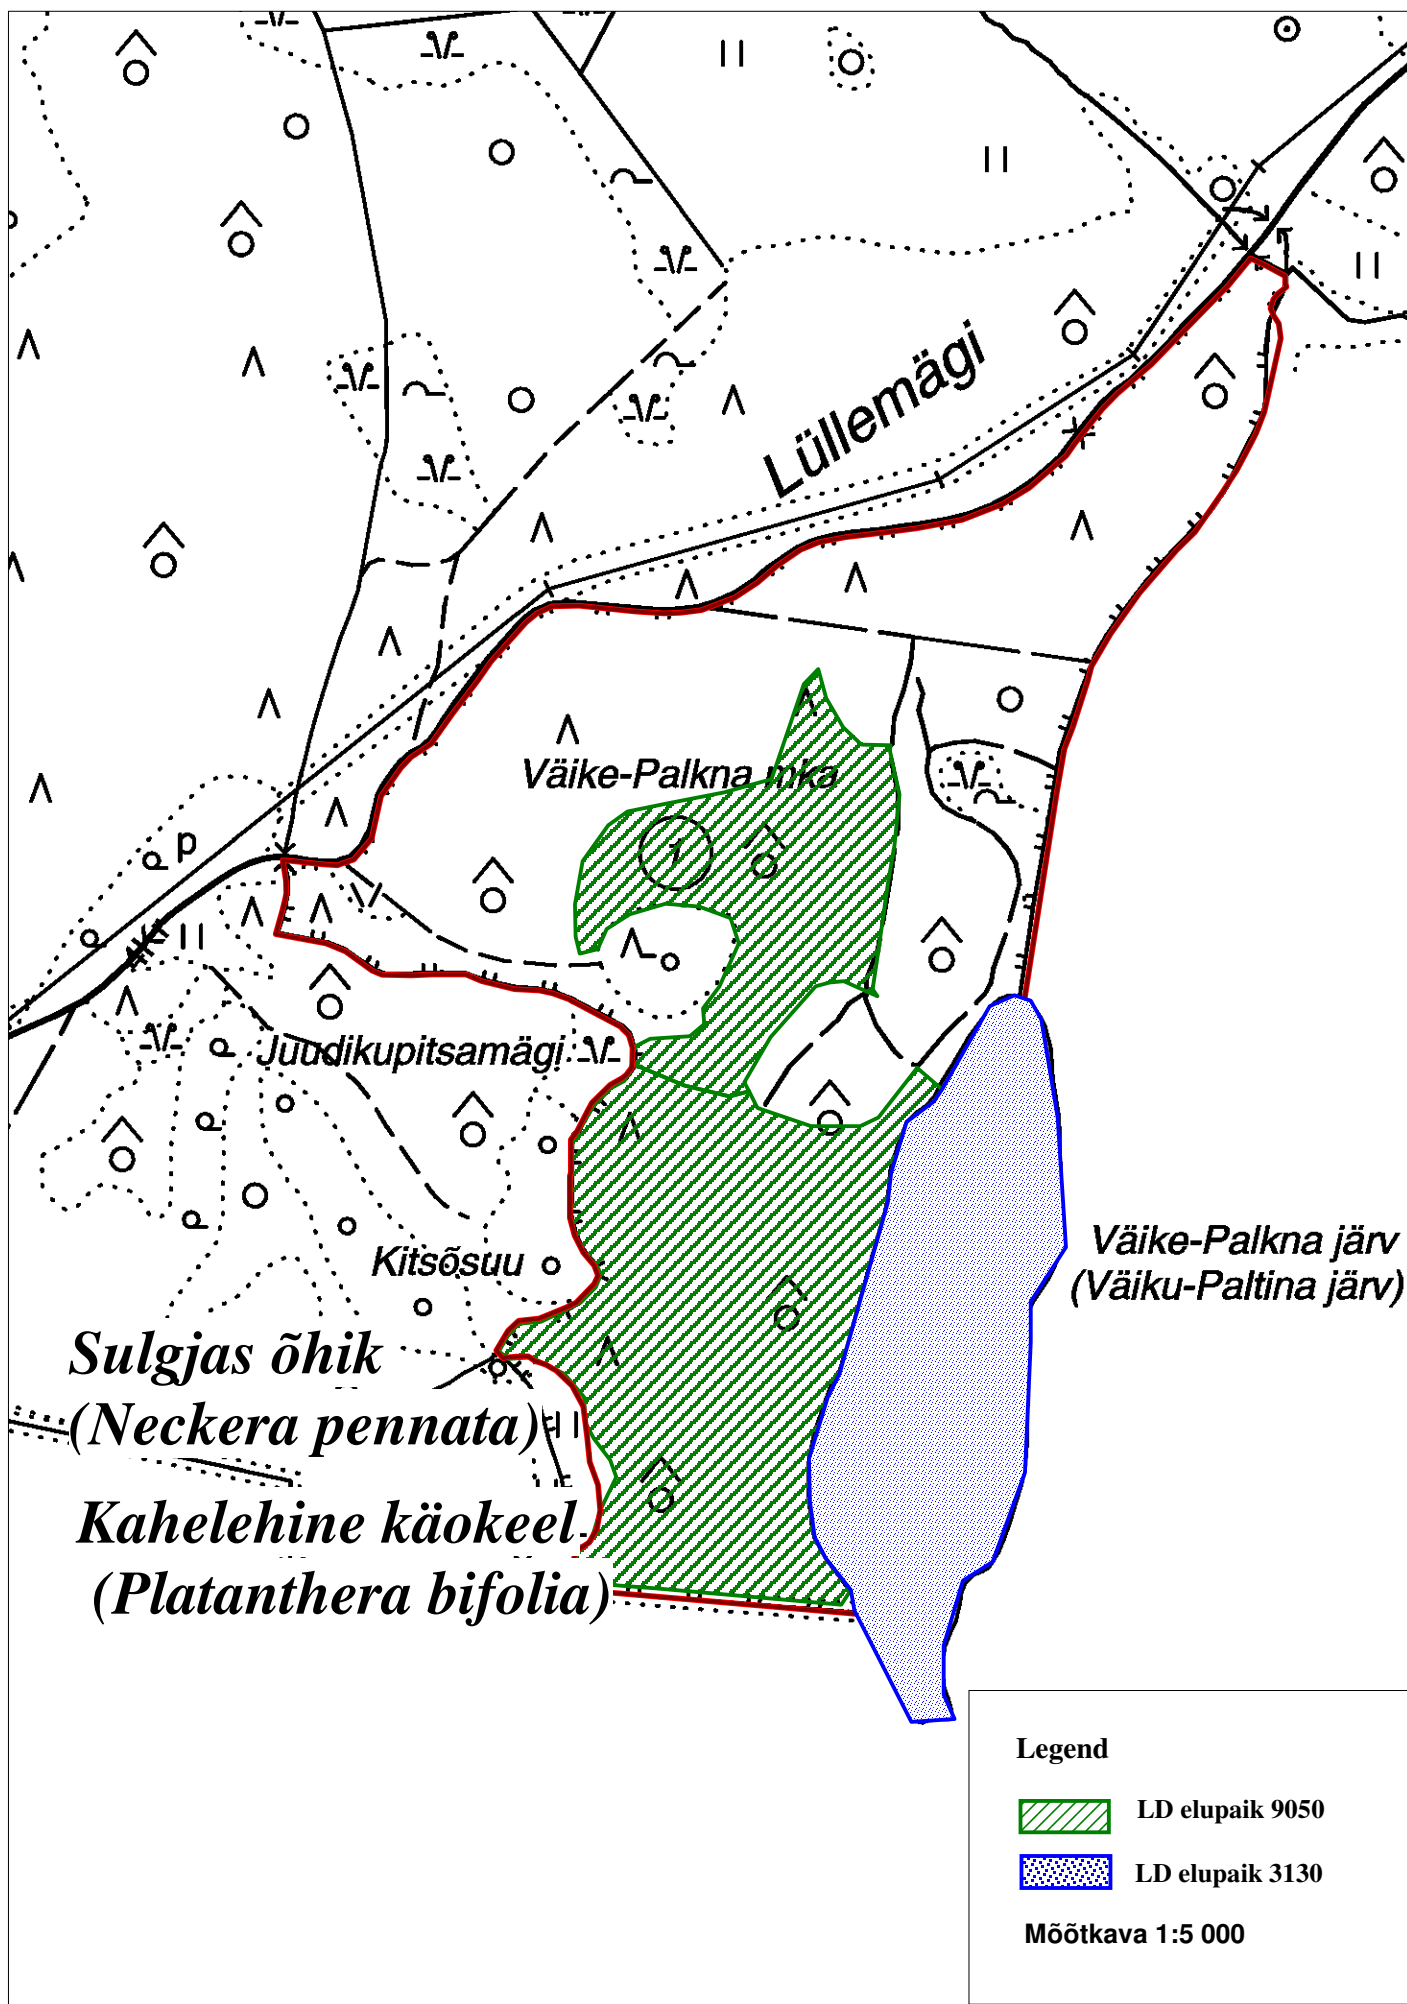 Lüllemägi
Väike-Palkna mka
1
p
Juudikupitsamägi
Kitsõsuu
Väike-Palkna järv
(Väiku-Paltina järv)
Sulgjas õhik
(Neckera pennata)
Kahelehine käokeel
(Platanthera bifolia)
Legend
LD elupaik 9050
LD elupaik 3130
Mõõtkava 1:5 000